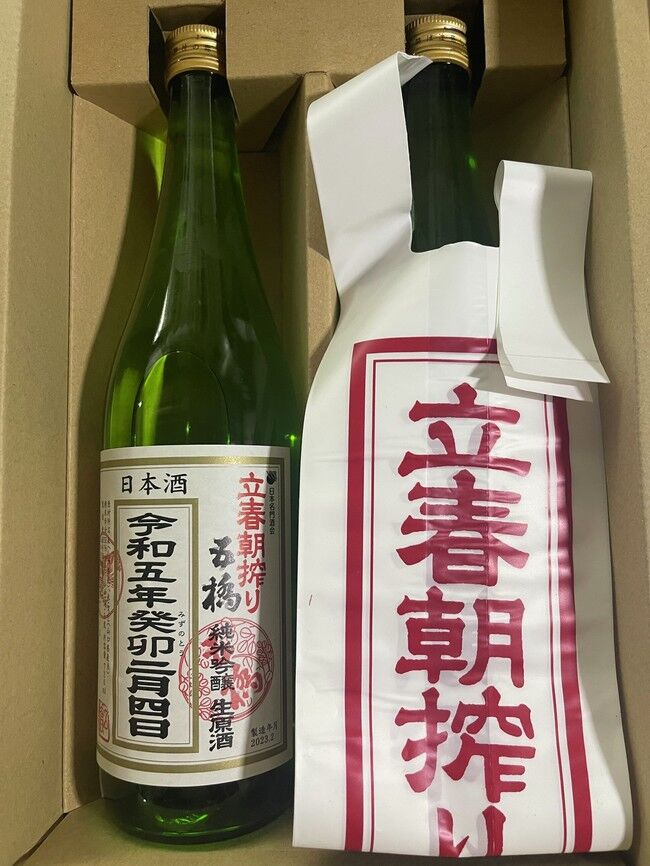 日本酒
令和五年癸卯二月四日
みずのとう
立春朝搾り
日本名門酒会
五橋
純米吟醸 生原酒
製造年月
2023.2
立春朝搾り